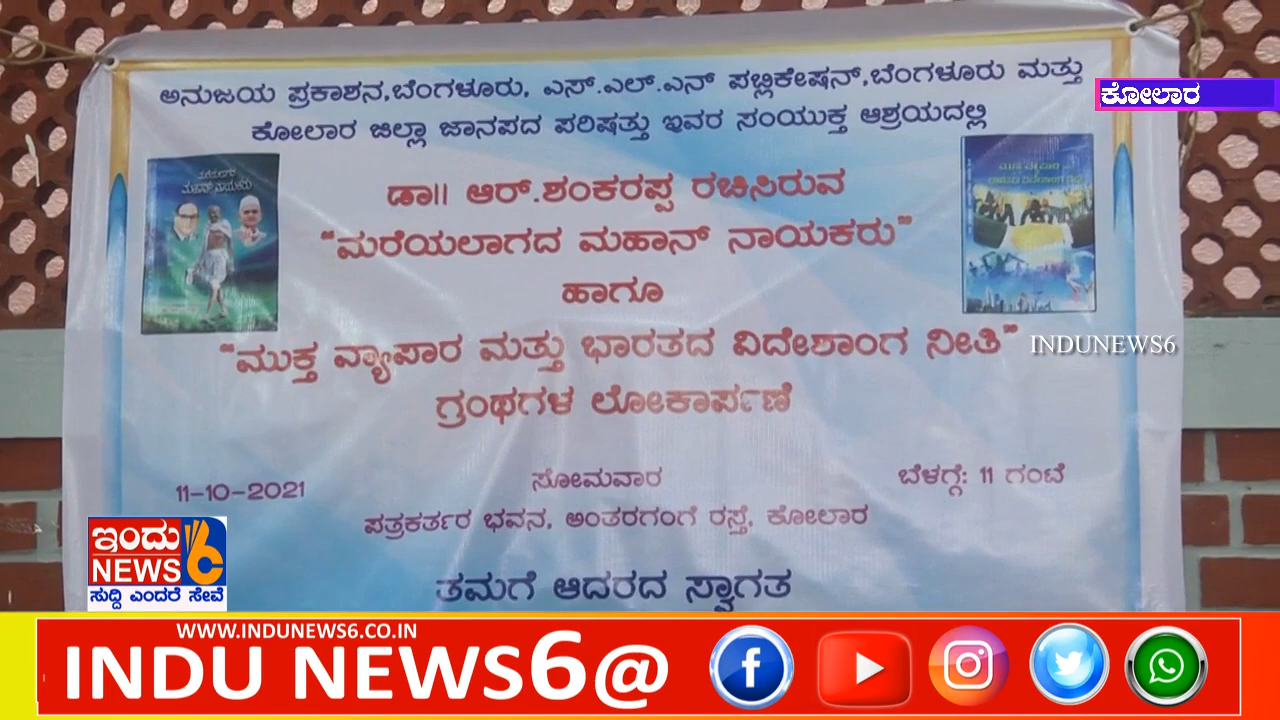 ಅನುಜಯ ಪ್ರಕಾಶನ,ಬೆಂಗಳೂರು, ಎಸ್.ಎಲ್.ಎನ್ ಪಬ್ಲಿಕೇಷನ್,ಬೆಂಗಳೂರು ಮತ್ತು
ಕೋಲಾರ
ಕೋಲಾರ ಜಿಲ್ಲಾ ಜಾನಪದ ಪರಿಷತ್ತು ಇವರ ಸಂಯುಕ್ತ ಆಶ್ರಯದಲ್ಲಿ
ಮಹಾನ್ ನಾಯಕರು
ಡಾ|| ಆರ್.ಶಂಕರಪ್ಪ ರಚಿಸಿರುವ
"ಮರೆಯಲಾಗದ ಮಹಾನ್ ನಾಯಕರು"
ಹಾಗೂ
"ಮುಕ್ತ ವ್ಯಾಪಾರ ಮತ್ತು ಭಾರತದ ವಿದೇಶಾಂಗ ನೀತಿ"
INDUNEWS6
ಗ್ರಂಥಗಳ ಲೋಕಾರ್ಪಣೆ
11-10-2021 ಸೋಮವಾರ ಬೆಳಗ್ಗೆ: 11 ಗಂಟೆ
ಪತ್ರಕರ್ತರ ಭವನ, ಅಂತರಗಂಗೆ ರಸ್ತೆ, ಕೋಲಾರ
ತಮಗೆ ಆದರದ ಸ್ವಾಗತ
ಇಂದು
NEWS 6
ಸುದ್ದಿ ಎಂದರೆ ಸೇವೆ
WWW.INDUNEWS6.CO.IN
INDU NEWS6@